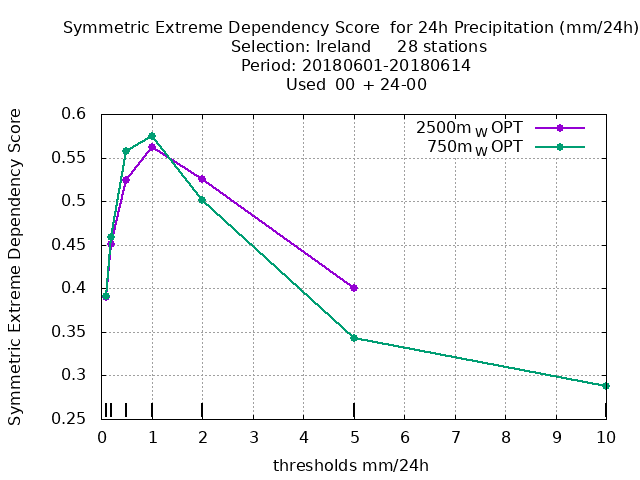 Symmetric Extreme Dependency Score for 24h Precipitation (mm/24h)
Selection: Ireland 28 stations
Period: 20180601-20180614
Used 00 + 24-00
Symmetric Extreme Dependency Score
0.6
0.55
0.5
0.45
0.4
0.35
0.3
0.25
2500m W OPT
750m W OPT
0 1 2 3 4 5 6 7 8 9 10
thresholds mm/24h